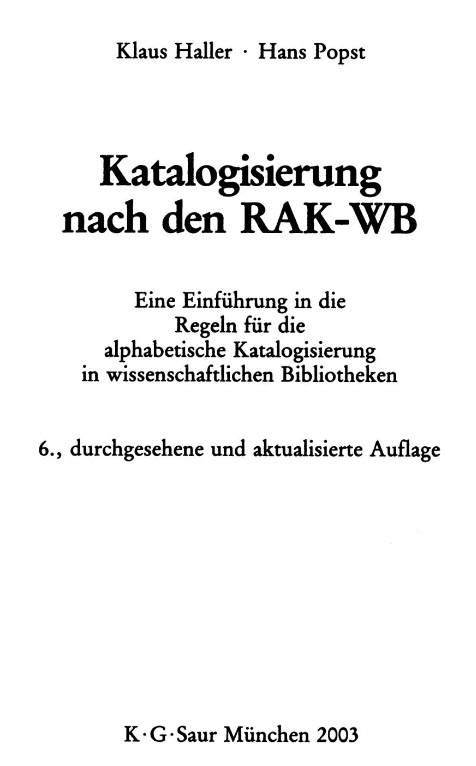 Klaus Haller · Hans Popst
Katalogisierung
nach den RAK-WB
Eine Einführung in die
Regeln für die
alphabetische Katalogisierung
in wissenschaftlichen Bibliotheken
6., durchgesehene und aktualisierte Auflage
K·G·Saur München 2003